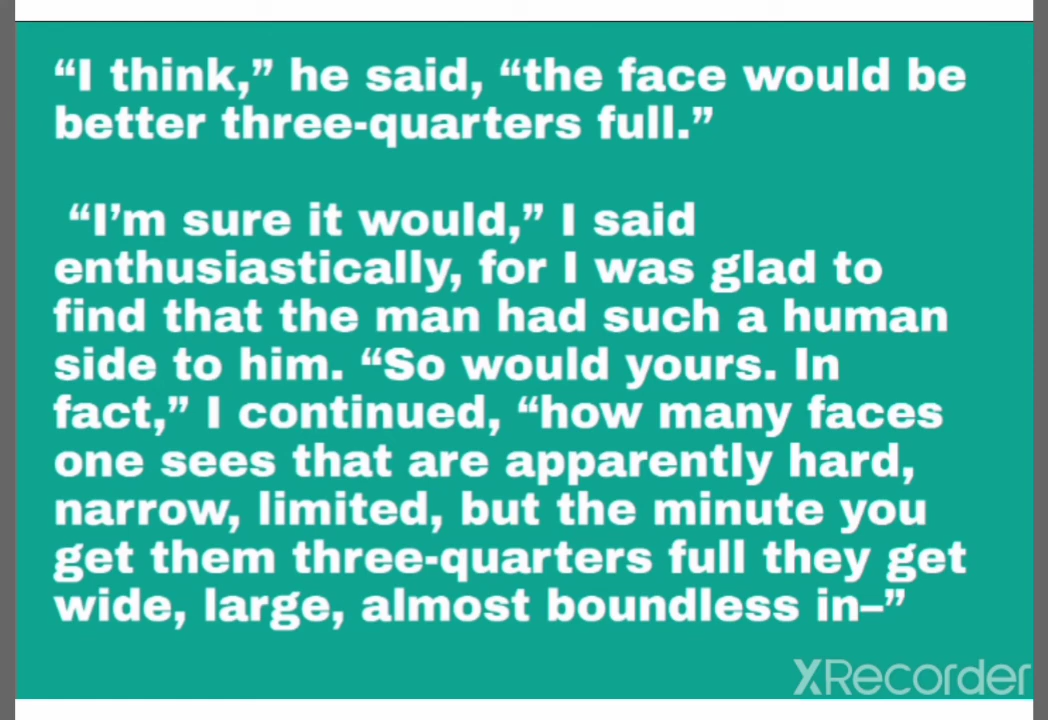 “I think,” he said, “the face would be
better three-quarters full.”
“I’m sure it would,” I said
enthusiastically, for I was glad to
find that the man had such a human
side to him. “So would yours. In
fact,” I continued, “how many faces
one sees that are apparently hard,
narrow, limited, but the minute you
get them three-quarters full they get
wide, large, almost boundless in–”
XRecorder